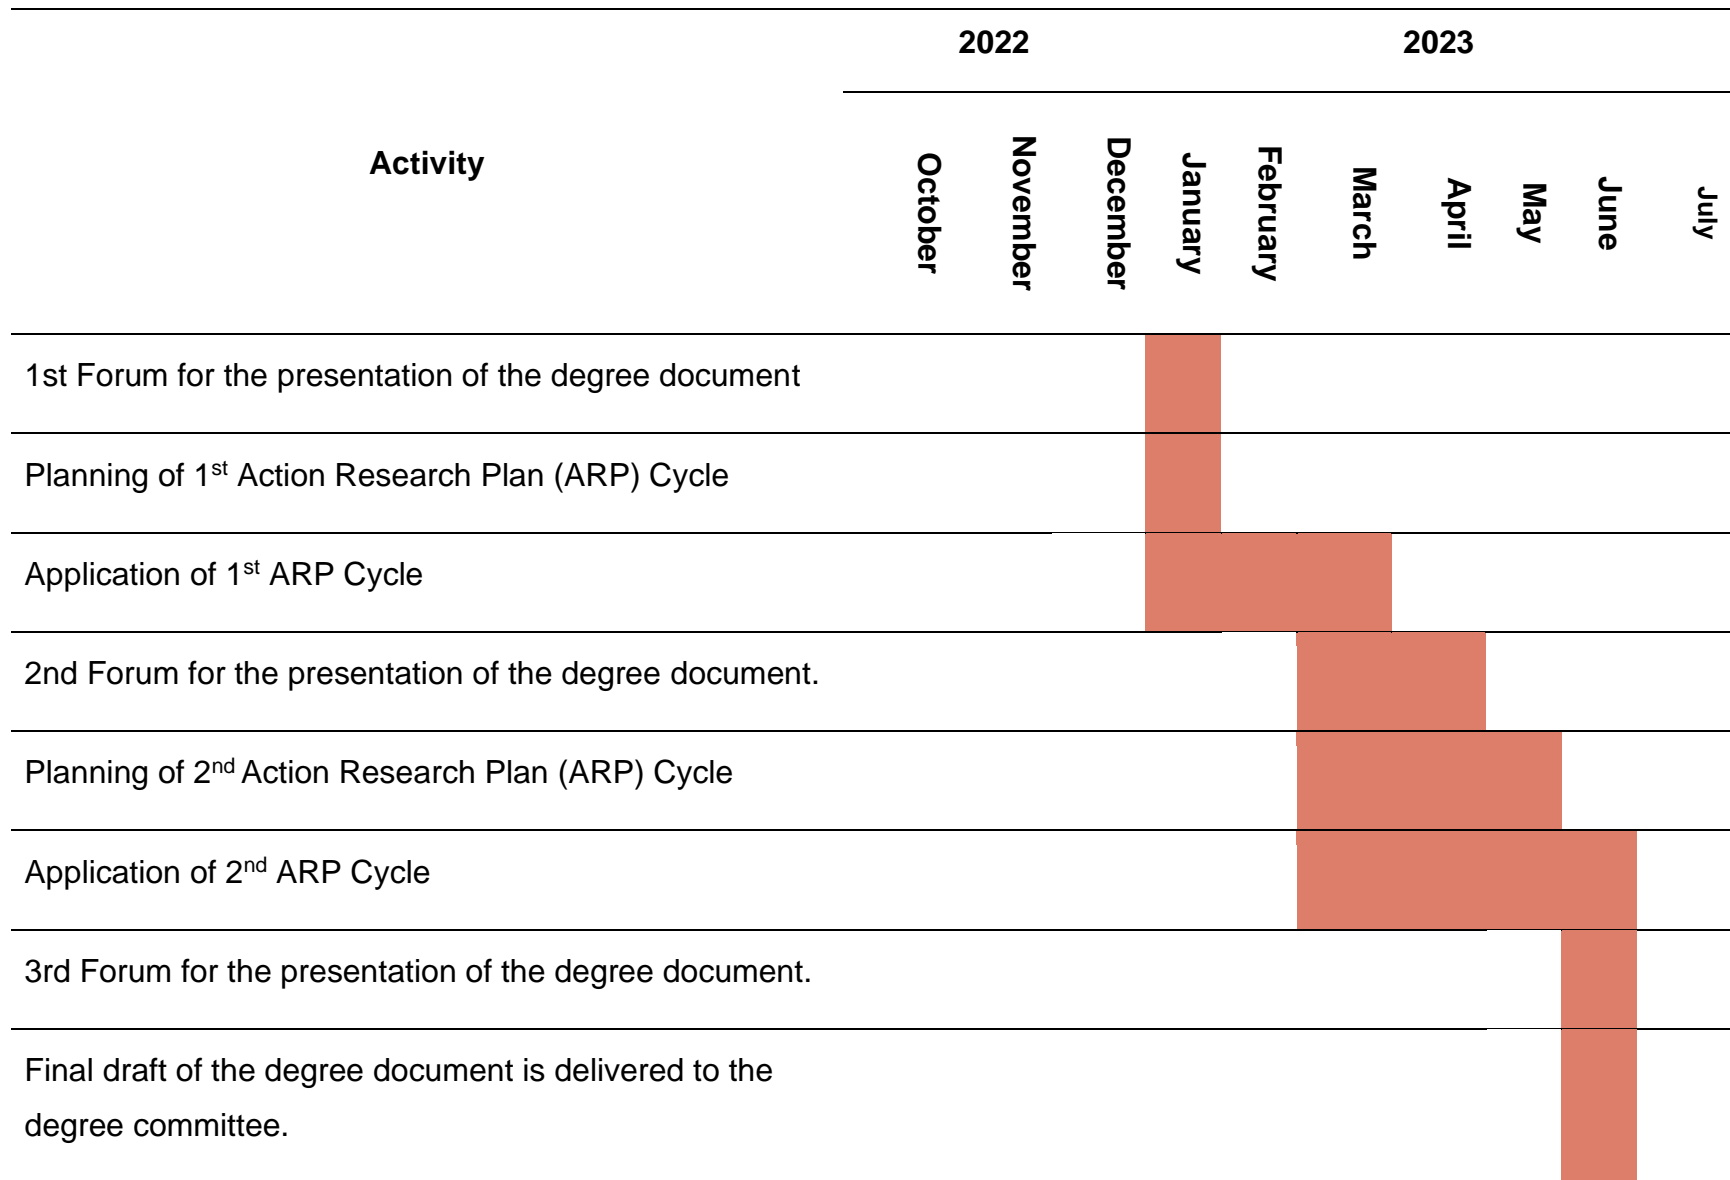 2022 2023
Activity
October November December January February March April May June July
1st Forum for the presentation of the degree document
Planning of 1st Action Research Plan (ARP) Cycle
Application of 1st ARP Cycle
2nd Forum for the presentation of the degree document.
Planning of 2nd Action Research Plan (ARP) Cycle
Application of 2nd ARP Cycle
3rd Forum for the presentation of the degree document.
Final draft of the degree document is delivered to the
degree committee.